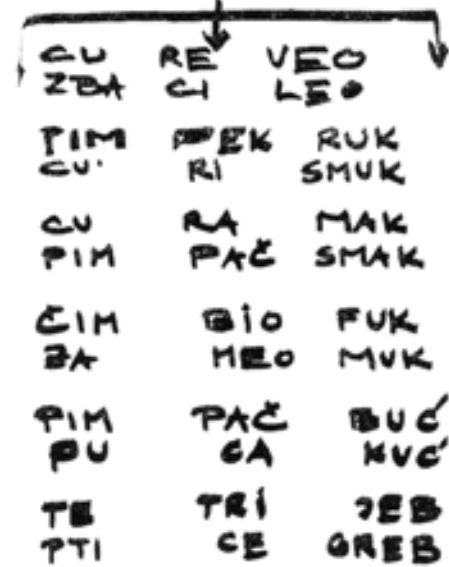 CU RE VEO
ZBA CI LEO
PIM PEK RUK
CU RI SMUK
CU RA MAK
PIM PAČ SMAK
ČIM BIO FUK
ZA MEO MUK
PIM PAČ BUĆ
PU CA KUĆ
TE TRI JEB
PTI CE GREB